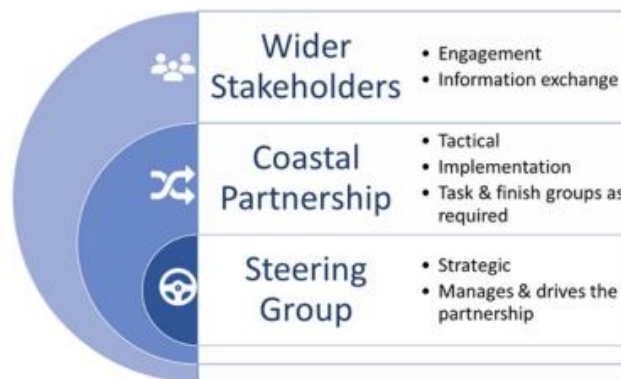 Wider
Stakeholders
• Engagement
• Information exchange
Coastal
Partnership
• Tactical
• Implementation
• Task & finish groups as
required
Steering
Group
• Strategic
• Manages & drives the
partnership